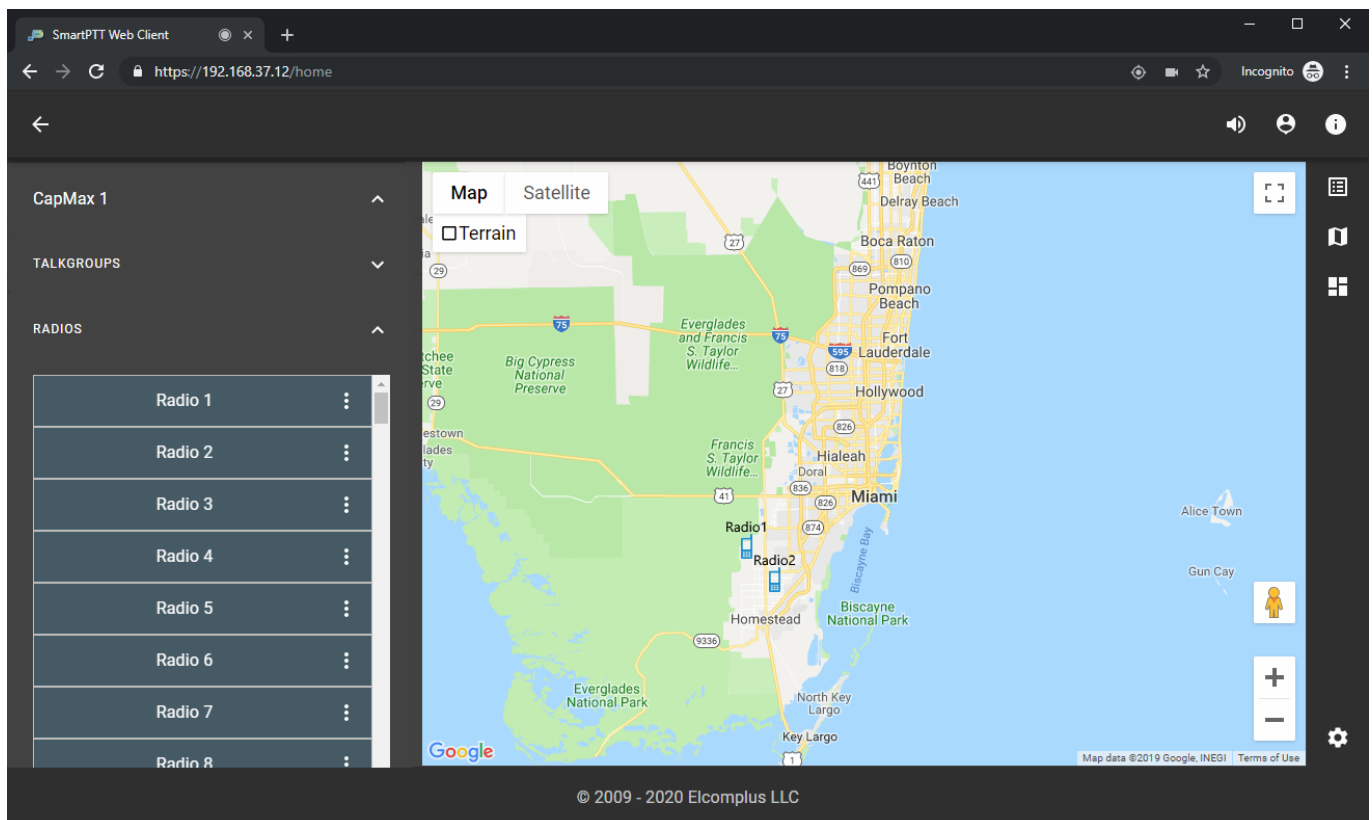 SmartPTT Web Client
https://192.168.37.12/home
Incognito
CapMax 1
TALKGROUPS
RADIOS
Radio 1
Radio 2
Radio 3
Radio 4
Radio 5
Radio 6
Radio 7
Radio 8
Map
Satellite
Terrain
Boynton
Beach
441
Delray Beach
27
Boca Raton
29
869
810
Pompano
Beach
75
Everglades
and Francis
S. Taylor
Wildlife...
75
Fort
Lauderdale
595
818
Big Cypress
National
Preserve
State
29
27
Hollywood
826
Francis
S. Taylor
Wildlife...
Hialeah
Doral
836
41
826
Miami
874
Radio1
Radio2
Biscayne Bay
Alice Town
Gun Cay
Biscayne
National Park
Homestead
9336
Everglades
National Park
North Key
Largo
Key Largo
1
Google
Map data ©2019 Google, INEGI
Terms of Use
© 2009 - 2020 Elcomplus LLC